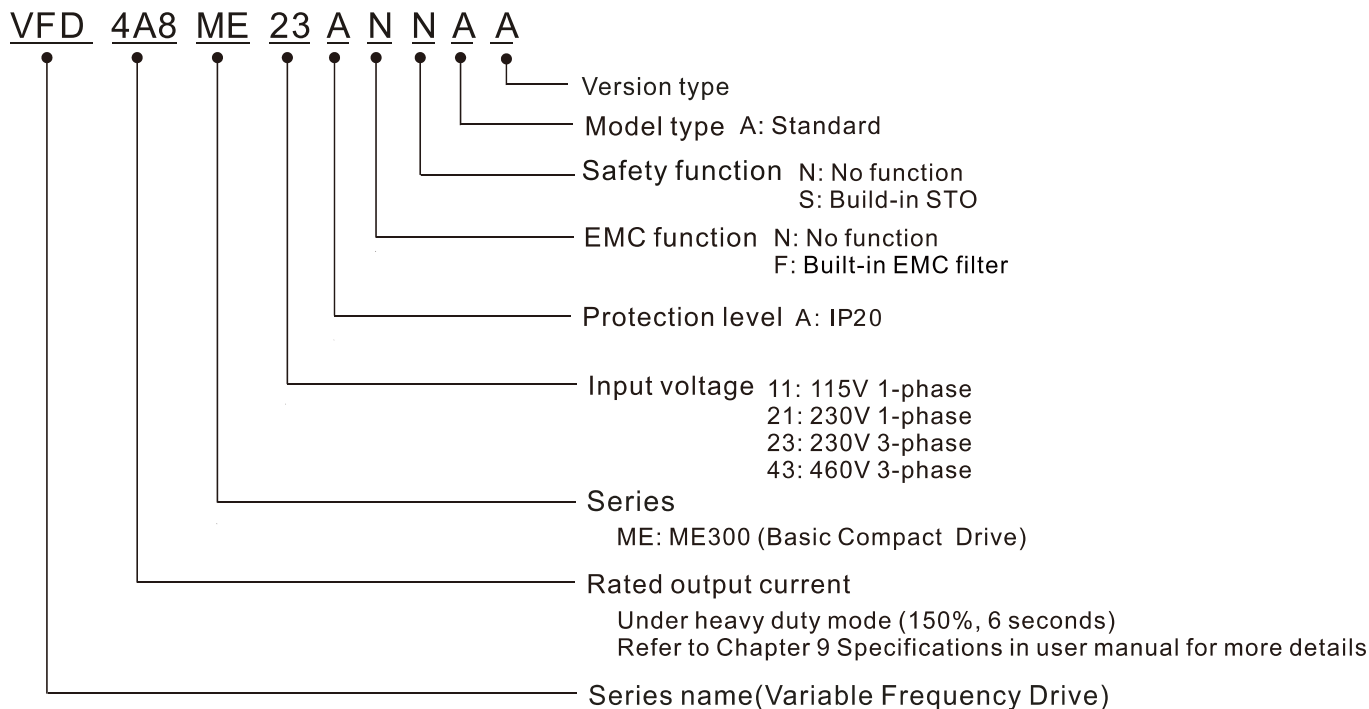 VFD 4A8 ME 23 A N N A A
Version type
Model type A: Standard
Safety function N: No function
S: Build-in STO
EMC function N: No function
F: Built-in EMC filter
Protection level A: IP20
Input voltage 11: 115V 1-phase
21: 230V 1-phase
23: 230V 3-phase
43: 460V 3-phase
Series
ME: ME300 (Basic Compact Drive)
Rated output current
Under heavy duty mode (150%, 6 seconds)
Refer to Chapter 9 Specifications in user manual for more details
Series name(Variable Frequency Drive)